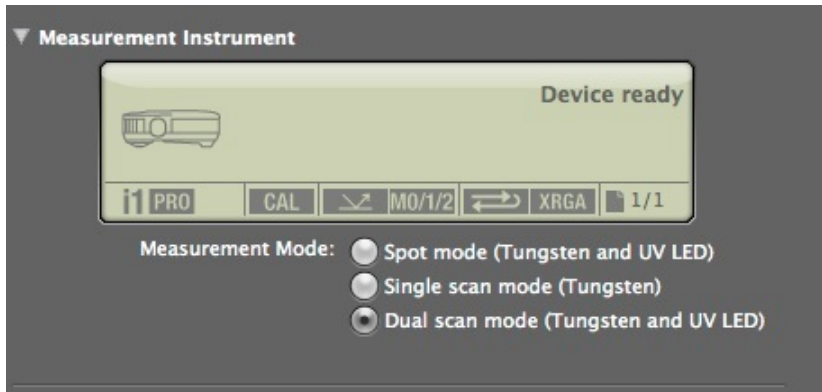 Measurement Instrument
Device ready
i1 PRO CAL M0/1/2 XRGA 1/1
Measurement Mode: Spot mode (Tungsten and UV LED)
Single scan mode (Tungsten)
Dual scan mode (Tungsten and UV LED)